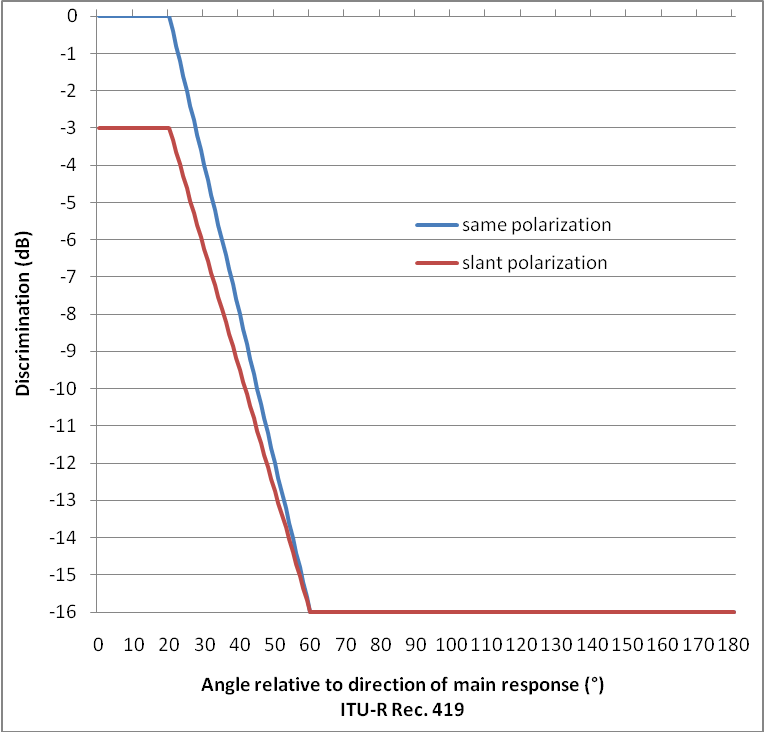 0
-1
-2
-3
-4
-5
-6
-7
-8
-9
-10
-11
-12
-13
-14
-15
-16
Discrimination (dB)
same polarization
slant polarization
0 10 20 30 40 50 60 70 80 90 100 110 120 130 140 150 160 170 180
Angle relative to direction of main response (°)
ITU-R Rec. 419